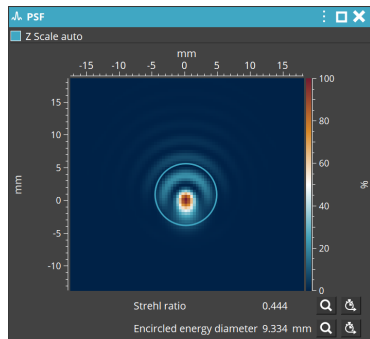 PSF
Z Scale auto
mm
-15 -10 -5 0 5 10 15
100
15
10
80
5
60
mm
0
%
40
-5
20
-10
0
Strehl ratio 0.444
Encircled energy diameter 9.334 mm